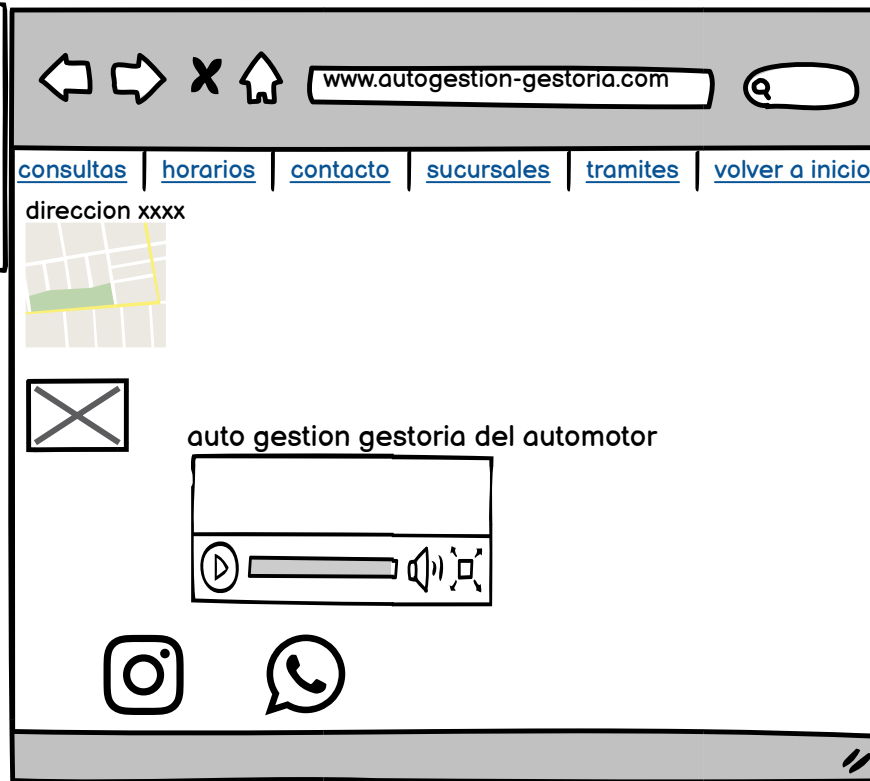 www.autogestion-gestoria.com
consultas horarios contacto sucursales tramites volver a inicio
direccion xxxx
auto gestion gestoria del automotor